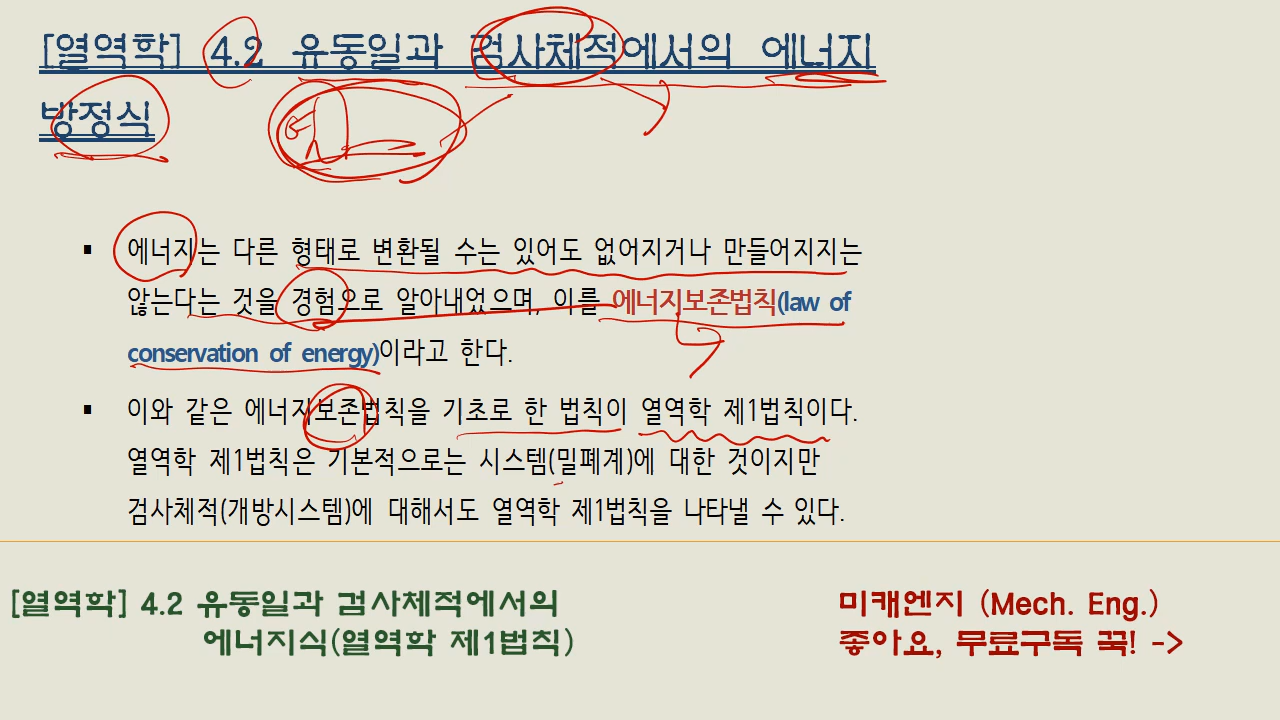 [열역학] 4.2 유동일과 검사체적에서의 에너지
방정식
▪ 에너지는 다른 형태로 변환될 수는 있어도 없어지거나 만들어지지는
않는다는 것을 경험으로 알아내었으며, 이를 에너지보존법칙(law of
conservation of energy)이라고 한다.
▪ 이와 같은 에너지보존법칙을 기초로 한 법칙이 열역학 제1법칙이다.
열역학 제1법칙은 기본적으로는 시스템(밀폐계)에 대한 것이지만
검사체적(개방시스템)에 대해서도 열역학 제1법칙을 나타낼 수 있다.
[열역학] 4.2 유동일과 검사체적에서의
에너지식(열역학 제1법칙)
미캐엔지 (Mech. Eng.)
좋아요, 무료구독 꾹! ->